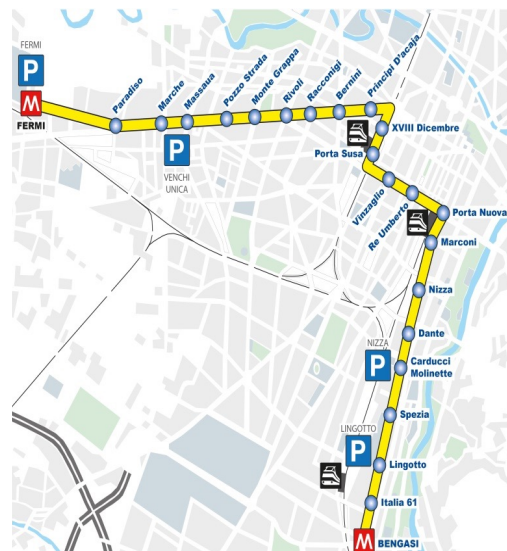 FERMI
P
M
FERMI
Paradiso
Marche
Massaua
Pozzo Strada
Monte Grappa
Rivoli
Racconigi
Bernini
Principi D'acaja
P
VENCHI
UNICA
XVIII Dicembre
Porta Susa
Vinzaglio
Re Umberto
Porta Nuova
Marconi
Nizza
Dante
NIZZA
P
Carducci
Molinette
Spezia
LINGOTTO
P
Lingotto
Italia 61
M
BENGASI